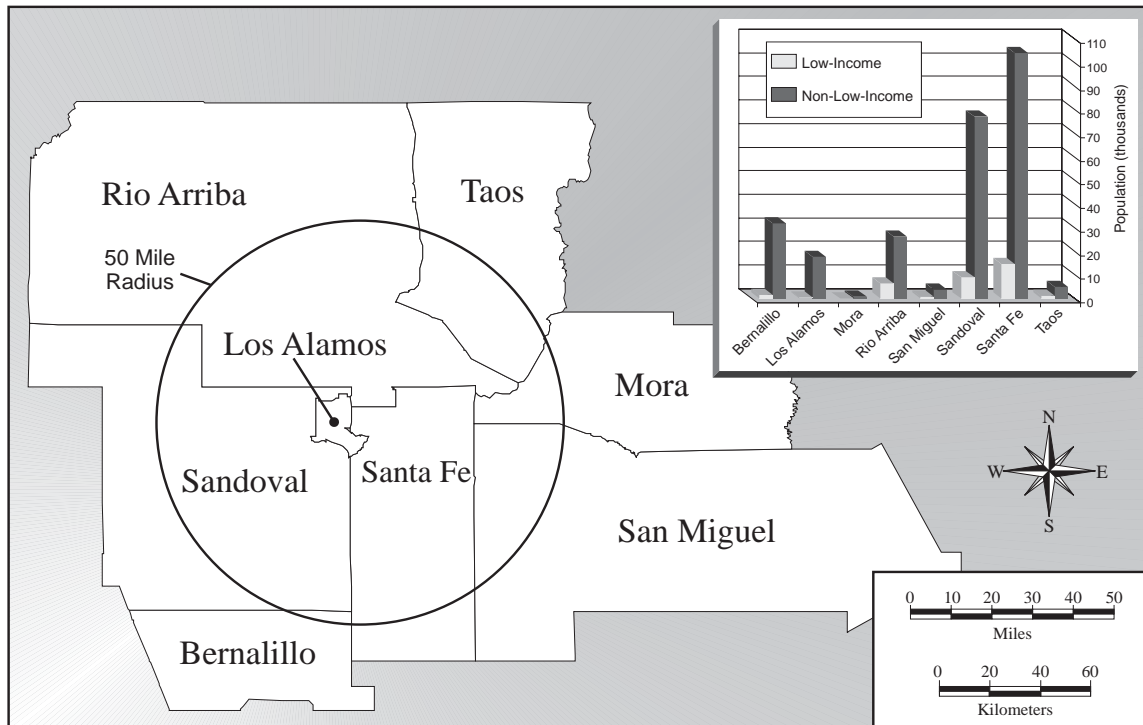 Rio Arriba
Taos
50 Mile
Radius
Los Alamos
Mora
Sandoval
Santa Fe
San Miguel
Bernalillo
Low-Income
Non-Low-Income
110
100
90
80
70
60
50
40
30
20
10
0
Population (thousands)
Bernalillo
Los Alamos
Mora
Rio Arriba
San Miguel
Sandoval
Santa Fe
Taos
N
W E
S
0 10 20 30 40 50
Miles
0 20 40 60
Kilometers